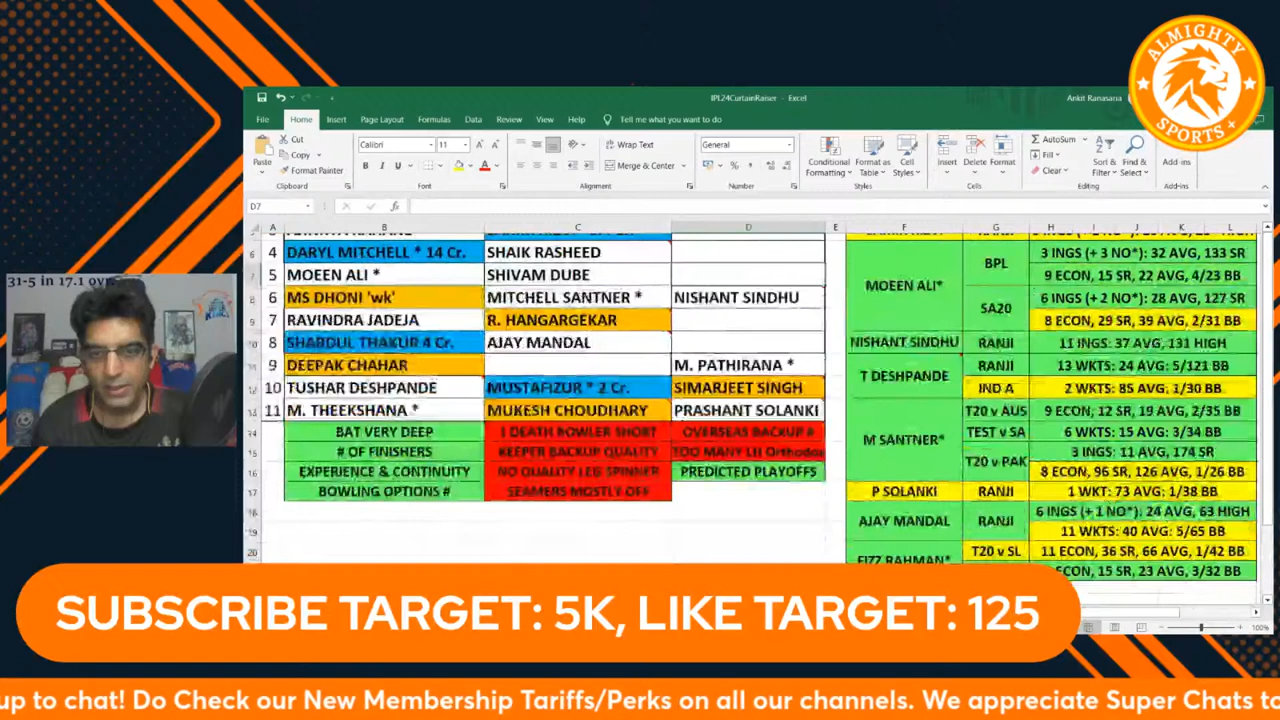 ALMIGHTY
SPORTS+
IPL24CurtainRaiser - Excel
Ankit Ranasaria
File Home Insert Page Layout Formulas Data Review View Help Tell me what you want to do
Paste
Cut
Copy
Format Painter
Clipboard
Calibri 11
B I U
Font
Wrap Text
Merge & Center
Alignment
General
Number
Conditional Formatting
Format as Table
Cell Styles
Styles
Insert Delete Format
Cells
AutoSum
Fill
Clear
Sort & Filter
Find & Select
Editing
Add-ins
Add-ins
D7
fx
A B C D E F G H I J K L
31-5 in 17.1
4 DARYL MITCHELL * 14 Cr. SHAIK RASHEED
5 MOEEN ALI * SHIVAM DUBE
6 MS DHONI 'wk' MITCHELL SANTNER * NISHANT SINDHU
7 RAVINDRA JADEJA R. HANGARGEKAR
8 SHARDUL THAKUR 4 Cr. AJAY MANDAL
9 DEEPAK CHAHAR M. PATHIRANA *
10 TUSHAR DESHPANDE MUSTAFIZUR * 2 Cr. SIMARJEET SINGH
11 M. THEEKSHANA * MUKESH CHOUDHARY PRASHANT SOLANKI
BAT VERY DEEP 1 DEATH BOWLER SHORT OVERSEAS BACKUP #
# OF FINISHERS KEEPER BACKUP QUALITY TOO MANY LH Orthodox
EXPERIENCE & CONTINUITY NO QUALITY LEG SPINNER PREDICTED PLAYOFFS
BOWLING OPTIONS # SEAMERS MOSTLY OFF
MOEEN ALI* BPL 3 INGS (+ 3 NO*): 32 AVG, 133 SR
9 ECON, 15 SR, 22 AVG, 4/23 BB
SA20 6 INGS (+ 2 NO*): 28 AVG, 127 SR
8 ECON, 29 SR, 39 AVG, 2/31 BB
NISHANT SINDHU RANJI 11 INGS: 37 AVG, 131 HIGH
T DESHPANDE RANJI 13 WKTS: 24 AVG: 5/121 BB
IND A 2 WKTS: 85 AVG, 1/30 BB
M SANTNER* T20 v AUS 9 ECON, 12 SR, 19 AVG, 2/35 BB
TEST v SA 6 WKTS: 15 AVG: 3/34 BB
T20 v PAK 3 INGS: 11 AVG, 174 SR
8 ECON, 96 SR, 126 AVG, 1/26 BB
P SOLANKI RANJI 1 WKT: 73 AVG: 1/38 BB
AJAY MANDAL RANJI 6 INGS (+ 1 NO*): 24 AVG, 63 HIGH
11 WKTS: 40 AVG: 5/65 BB
FIZZ RAHMAN* T20 v SL 11 ECON, 36 SR, 66 AVG, 1/42 BB
ECON, 15 SR, 23 AVG, 3/32 BB
100%
SUBSCRIBE TARGET: 5K, LIKE TARGET: 125
up to chat! Do Check our New Membership Tariffs/Perks on all our channels. We appreciate Super Chats to